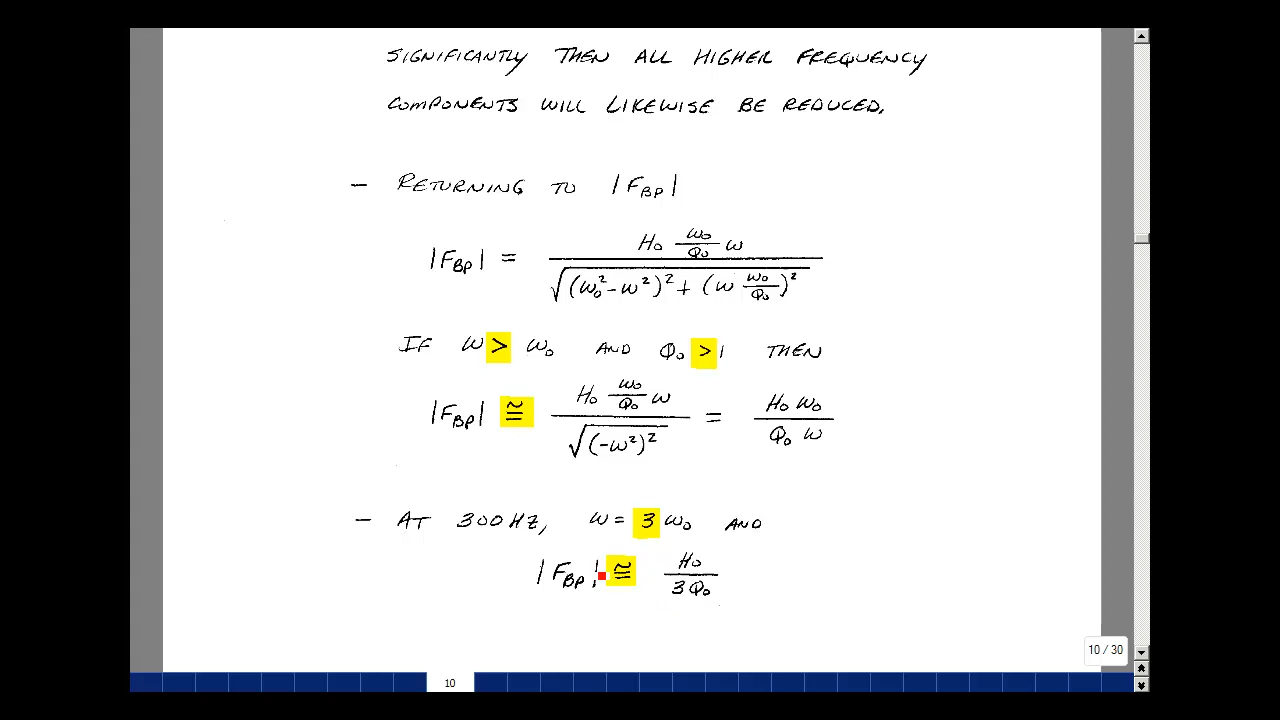 SIGNIFICANTLY THEN ALL HIGHER FREQUENCY
COMPONENTS WILL LIKEWISE BE REDUCED.
— RETURNING TO |F_BP|
|F_BP| = H₀ (ω₀/Q₀) ω / √((ω₀² - ω²)² + (ω ω₀/Q₀)²)
IF ω > ω₀ AND Q₀ > 1 THEN
|F_BP| ≅ H₀ (ω₀/Q₀) ω / √((-ω²)²) = H₀ ω₀ / Q₀ ω
— AT 300 HZ, ω = 3 ω₀ AND
|F_BP| ≅ H₀ / 3 Q₀
10 / 30
10